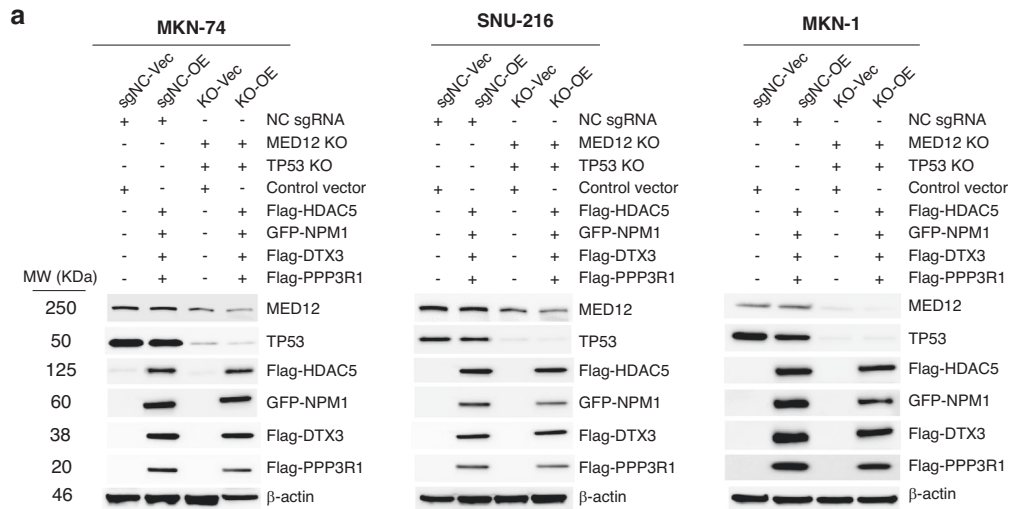 a
MKN-74 SNU-216 MKN-1
sgNC-Vec sgNC-OE KO-Vec KO-OE sgNC-Vec sgNC-OE KO-Vec KO-OE sgNC-Vec sgNC-OE KO-Vec KO-OE
+ + - - NC sgRNA + + - - NC sgRNA + + - - NC sgRNA
- - + + MED12 KO - - + + MED12 KO - - + + MED12 KO
- - + + TP53 KO - - + + TP53 KO - - + + TP53 KO
+ - + - Control vector + - + - Control vector + - + - Control vector
- + - + Flag-HDAC5 - + - + Flag-HDAC5 - + - + Flag-HDAC5
- + - + GFP-NPM1 - + - + GFP-NPM1 - + - + GFP-NPM1
- + - + Flag-DTX3 - + - + Flag-DTX3 - + - + Flag-DTX3
MW (KDa) - + - + Flag-PPP3R1 - + - + Flag-PPP3R1 - + - + Flag-PPP3R1
250 MED12 MED12 MED12
50 TP53 TP53 TP53
125 Flag-HDAC5 Flag-HDAC5 Flag-HDAC5
60 GFP-NPM1 GFP-NPM1 GFP-NPM1
38 Flag-DTX3 Flag-DTX3 Flag-DTX3
20 Flag-PPP3R1 Flag-PPP3R1 Flag-PPP3R1
46 β-actin β-actin β-actin